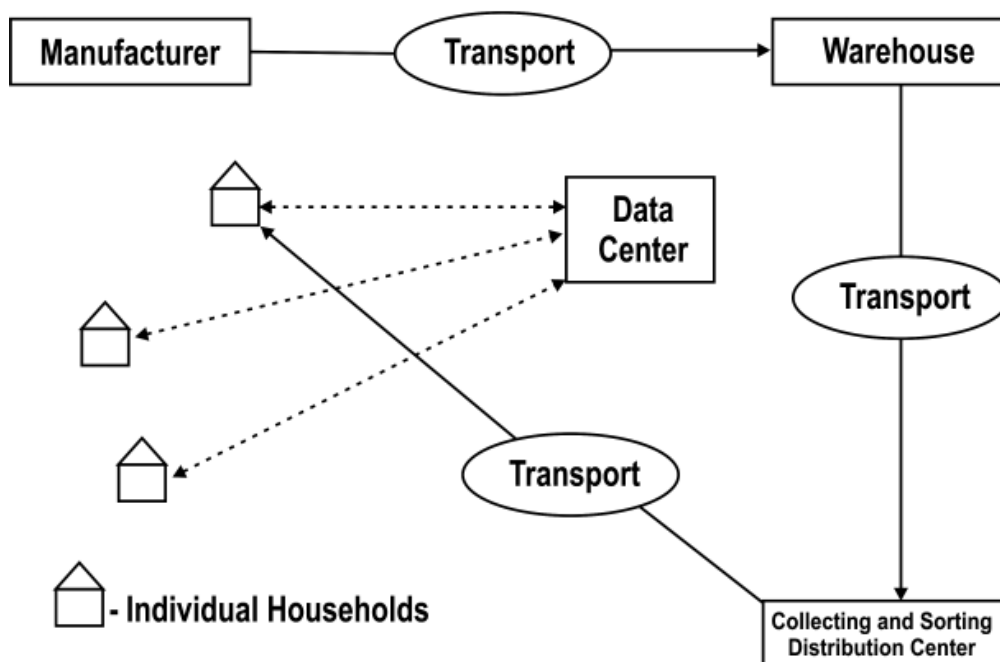 Manufacturer
Transport
Warehouse
Data
Center
Transport
Transport
- Individual Households
Collecting and Sorting
Distribution Center